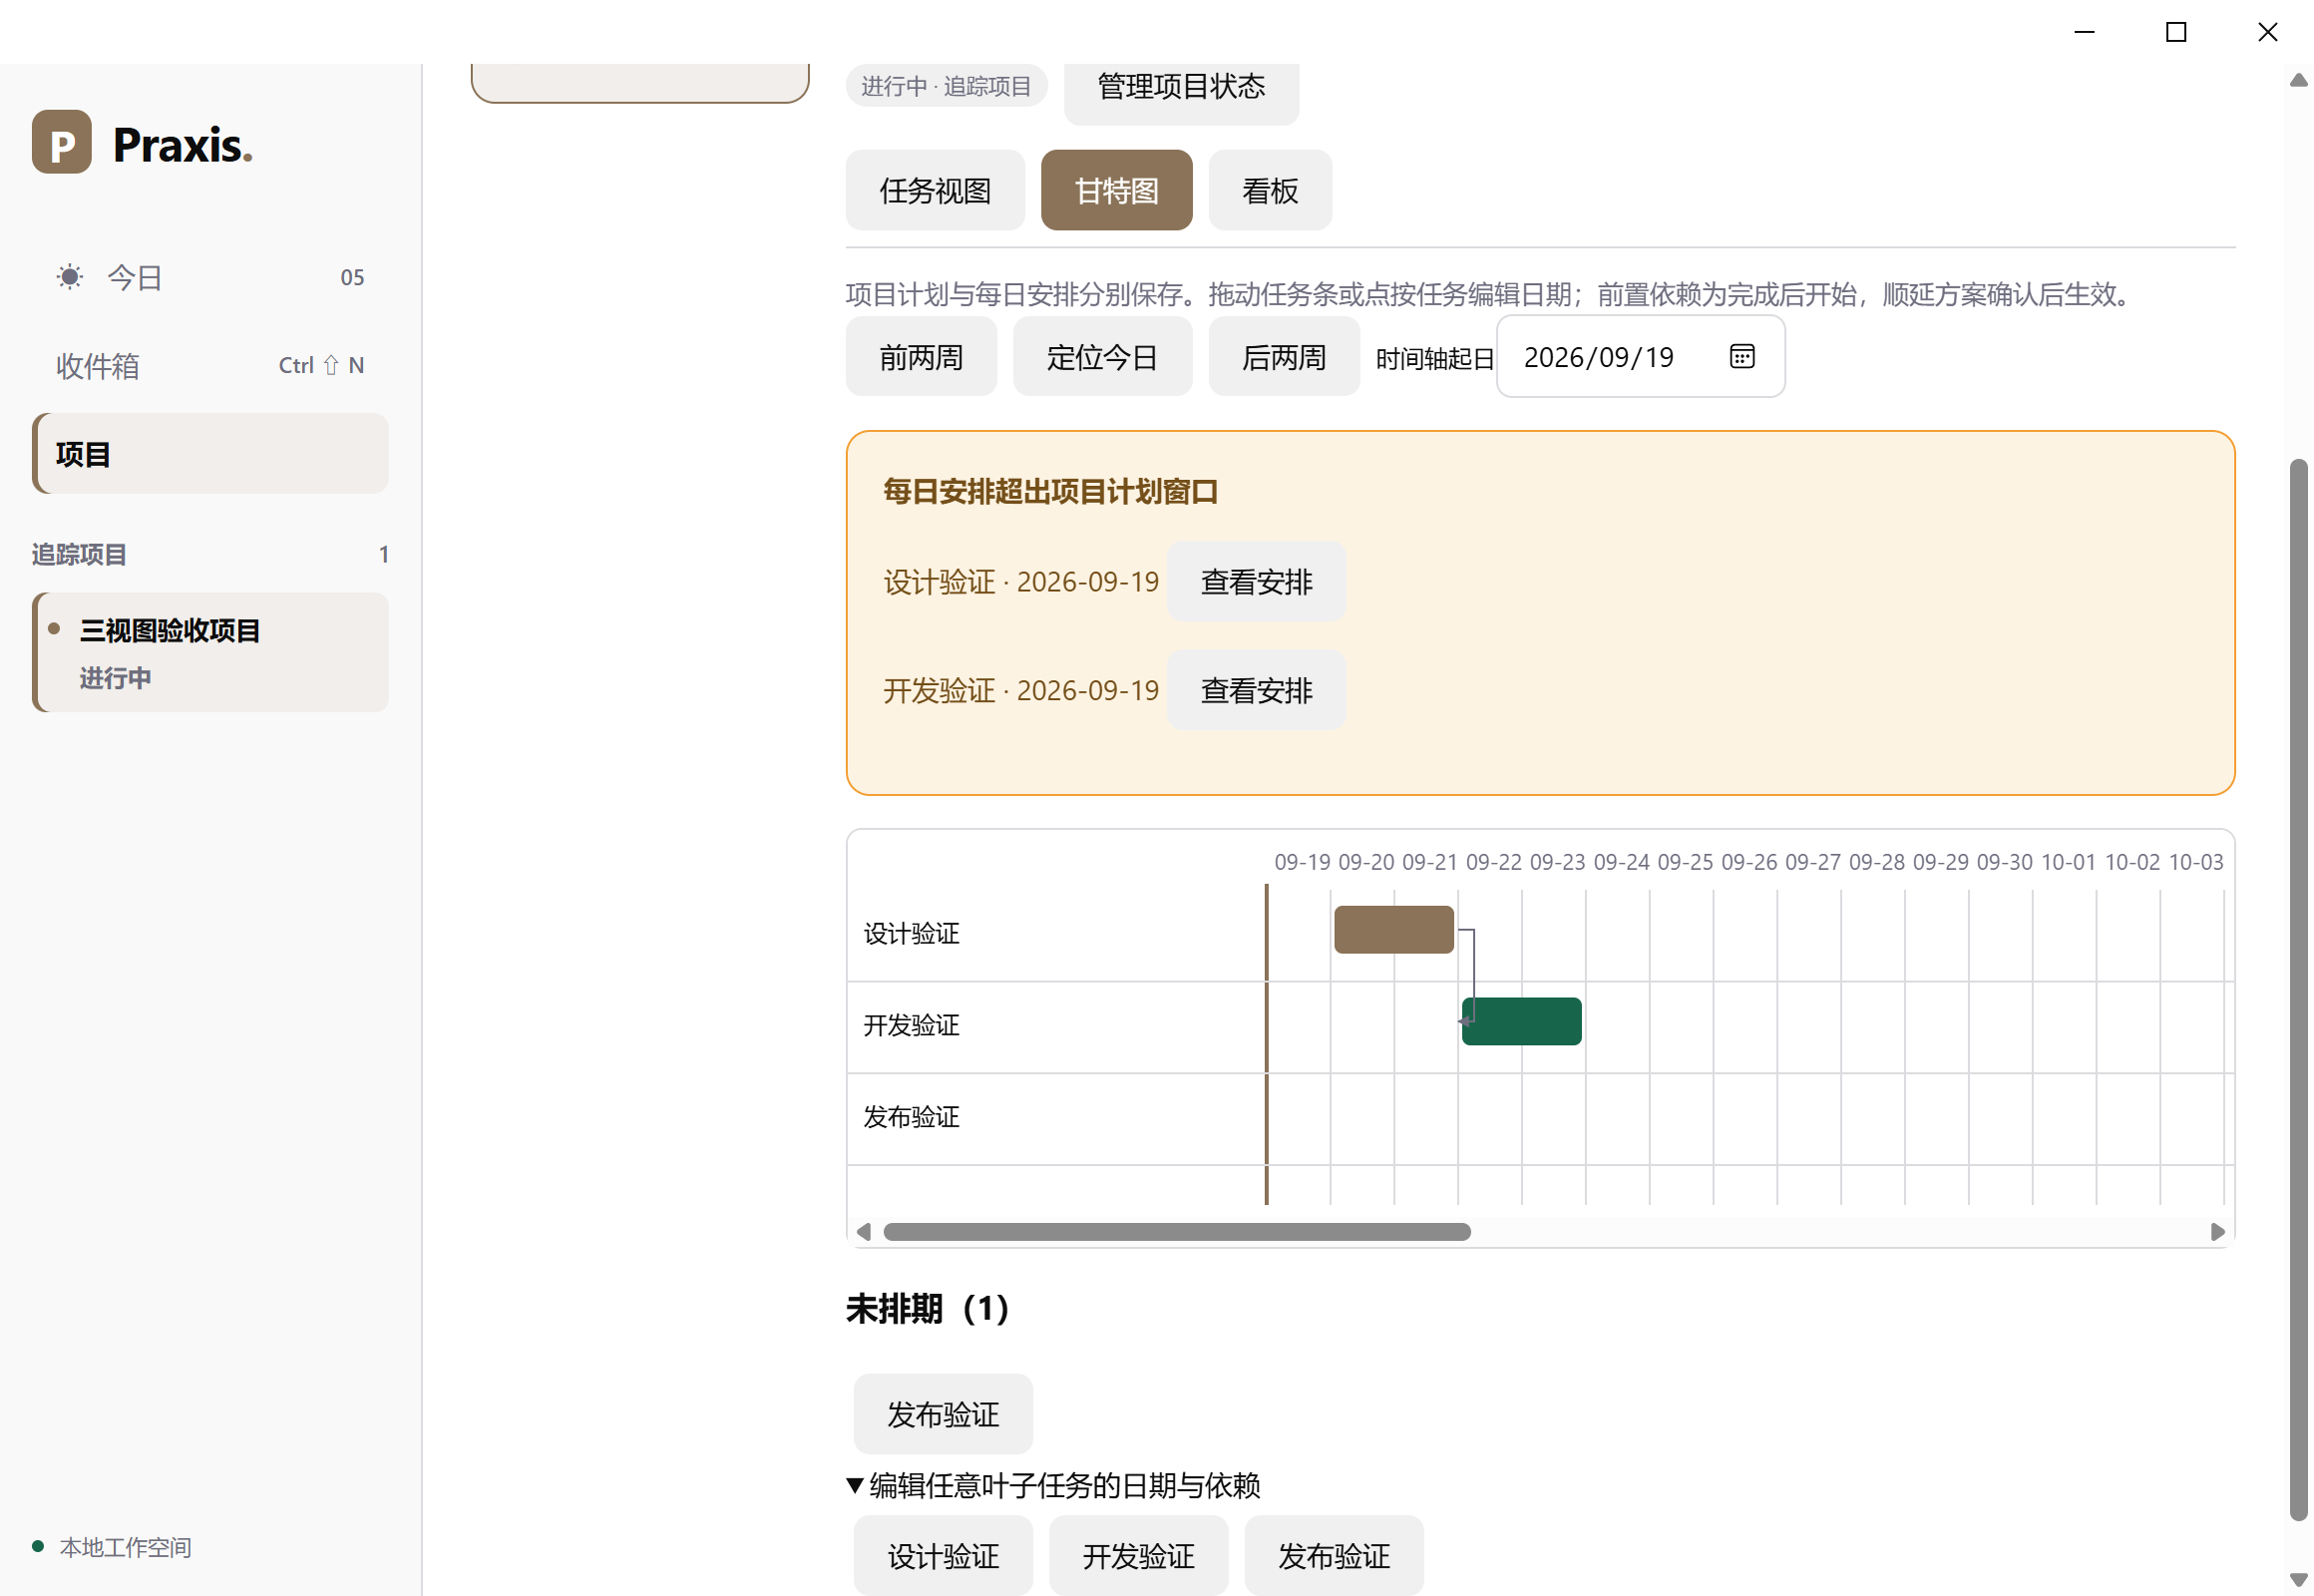 P Praxis.
今日 05
收件箱 Ctrl ⇧ N
项目
追踪项目 1
三视图验收项目
进行中
本地工作空间
进行中 · 追踪项目 管理项目状态
任务视图 甘特图 看板
项目计划与每日安排分别保存。拖动任务条或点按任务编辑日期；前置依赖为完成后开始，顺延方案确认后生效。
前两周 定位今日 后两周 时间轴起日 2026/09/19
每日安排超出项目计划窗口
设计验证 · 2026-09-19 查看安排
开发验证 · 2026-09-19 查看安排
09-19 09-20 09-21 09-22 09-23 09-24 09-25 09-26 09-27 09-28 09-29 09-30 10-01 10-02 10-03
设计验证
开发验证
发布验证
未排期（1）
发布验证
▼编辑任意叶子任务的日期与依赖
设计验证 开发验证 发布验证